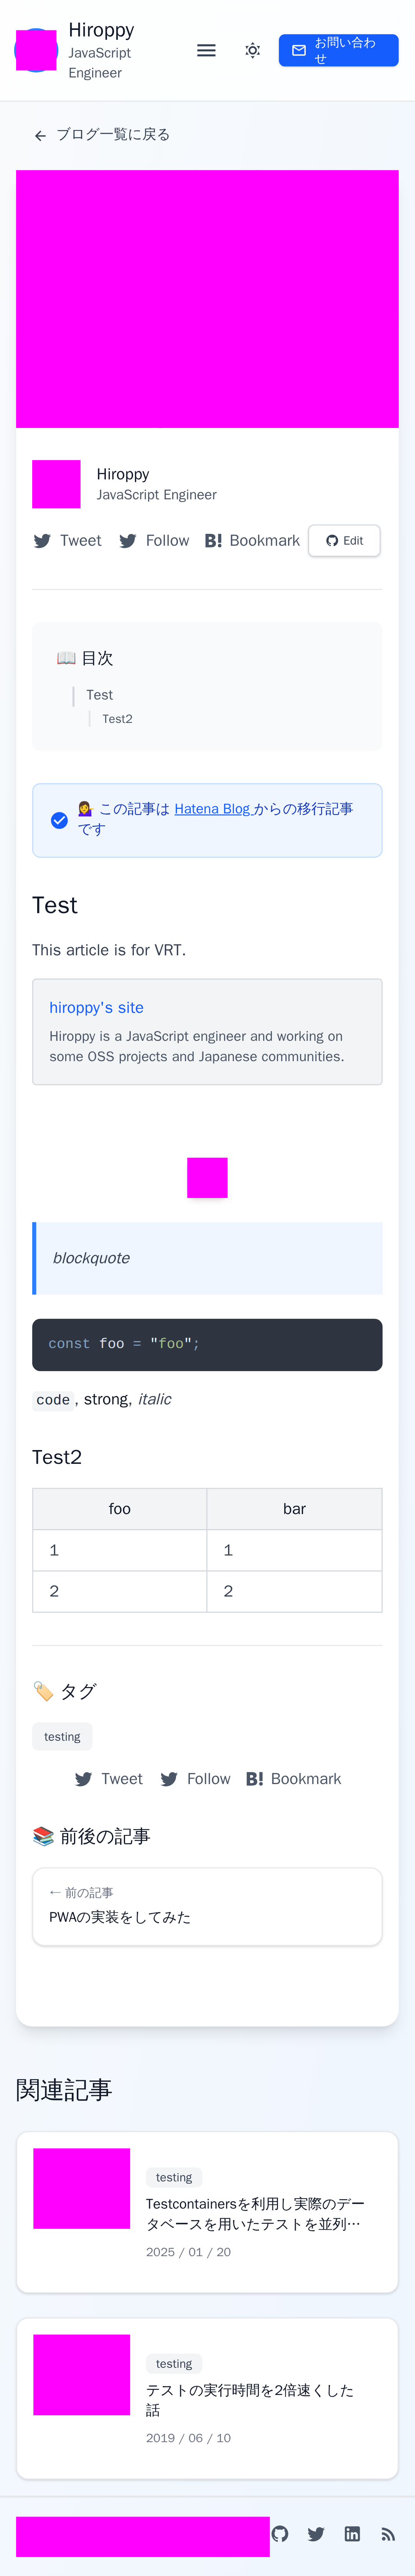 Hiroppy
JavaScript
Engineer
お問い合わ
せ
ブログ一覧に戻る
Hiroppy
JavaScript Engineer
Tweet
Follow
B! Bookmark
Edit
📖 目次
Test
Test2
💁‍♀️ この記事は Hatena Blog からの移行記事
です
Test
This article is for VRT.
hiroppy's site
Hiroppy is a JavaScript engineer and working on
some OSS projects and Japanese communities.
blockquote
const foo = "foo";
code, strong, italic
Test2
foo bar
1 1
2 2
🏷️ タグ
testing
Tweet
Follow
B! Bookmark
📚 前後の記事
← 前の記事
PWAの実装をしてみた
関連記事
testing
Testcontainersを利用し実際のデー
タベースを用いたテストを並列…
2025 / 01 / 20
testing
テストの実行時間を2倍速くした
話
2019 / 06 / 10